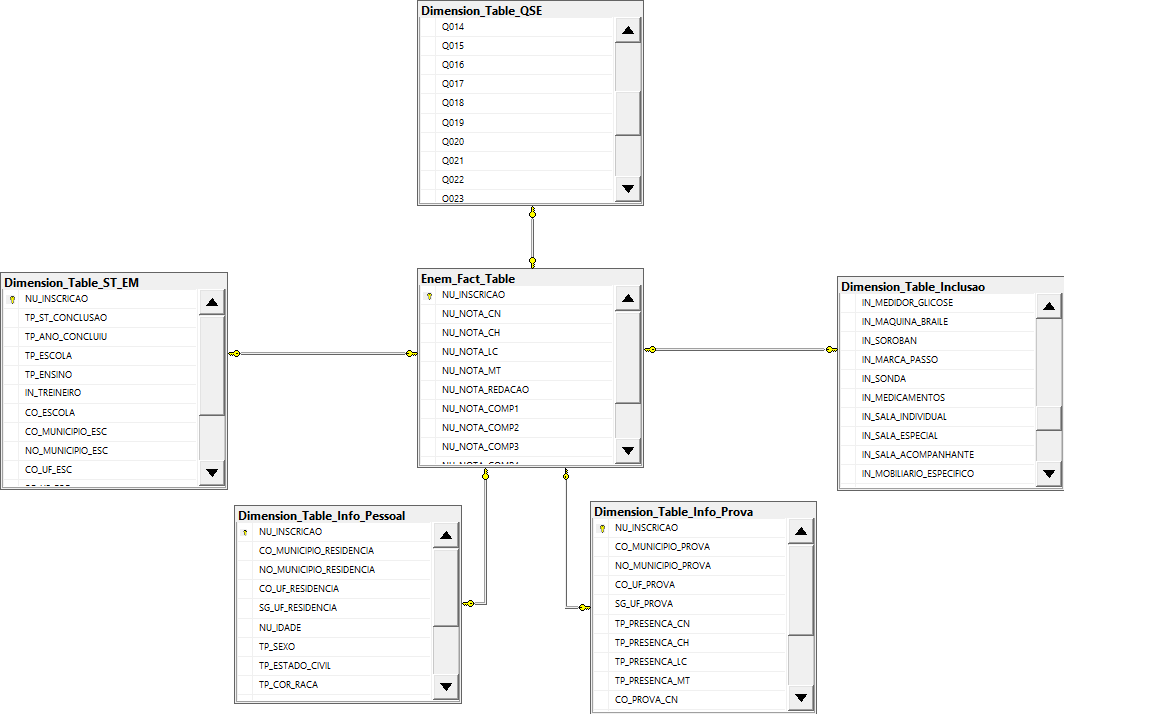 Dimension_Table_QSE
Q014
Q015
Q016
Q017
Q018
Q019
Q020
Q021
Q022
Q023
Dimension_Table_ST_EM
NU_INSCRICAO
TP_ST_CONCLUSAO
TP_ANO_CONCLUIU
TP_ESCOLA
TP_ENSINO
IN_TREINEIRO
CO_ESCOLA
CO_MUNICIPIO_ESC
NO_MUNICIPIO_ESC
CO_UF_ESC
Enem_Fact_Table
NU_INSCRICAO
NU_NOTA_CN
NU_NOTA_CH
NU_NOTA_LC
NU_NOTA_MT
NU_NOTA_REDACAO
NU_NOTA_COMP1
NU_NOTA_COMP2
NU_NOTA_COMP3
Dimension_Table_Inclusao
IN_MEDIDOR_GLICOSE
IN_MAQUINA_BRAILE
IN_SOROBAN
IN_MARCA_PASSO
IN_SONDA
IN_MEDICAMENTOS
IN_SALA_INDIVIDUAL
IN_SALA_ESPECIAL
IN_SALA_ACOMPANHANTE
IN_MOBILIARIO_ESPECIFICO
Dimension_Table_Info_Pessoal
NU_INSCRICAO
CO_MUNICIPIO_RESIDENCIA
NO_MUNICIPIO_RESIDENCIA
CO_UF_RESIDENCIA
SG_UF_RESIDENCIA
NU_IDADE
TP_SEXO
TP_ESTADO_CIVIL
TP_COR_RACA
Dimension_Table_Info_Prova
NU_INSCRICAO
CO_MUNICIPIO_PROVA
NO_MUNICIPIO_PROVA
CO_UF_PROVA
SG_UF_PROVA
TP_PRESENCA_CN
TP_PRESENCA_CH
TP_PRESENCA_LC
TP_PRESENCA_MT
CO_PROVA_CN